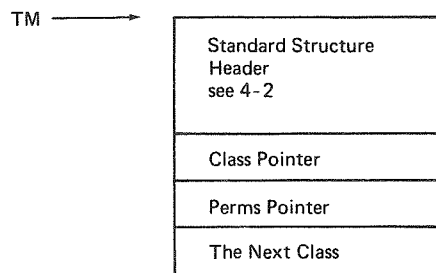 TM
Standard Structure
Header
see 4-2
Class Pointer
Perms Pointer
The Next Class